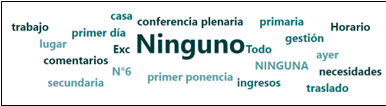 casa conferencia plenaria primaria
trabajo primer día Horario
lugar Exc Ninguno Todo gestión
comentarios ayer
N°6 NINGUNA necesidades
secundaria primer ponencia ingresos
traslado